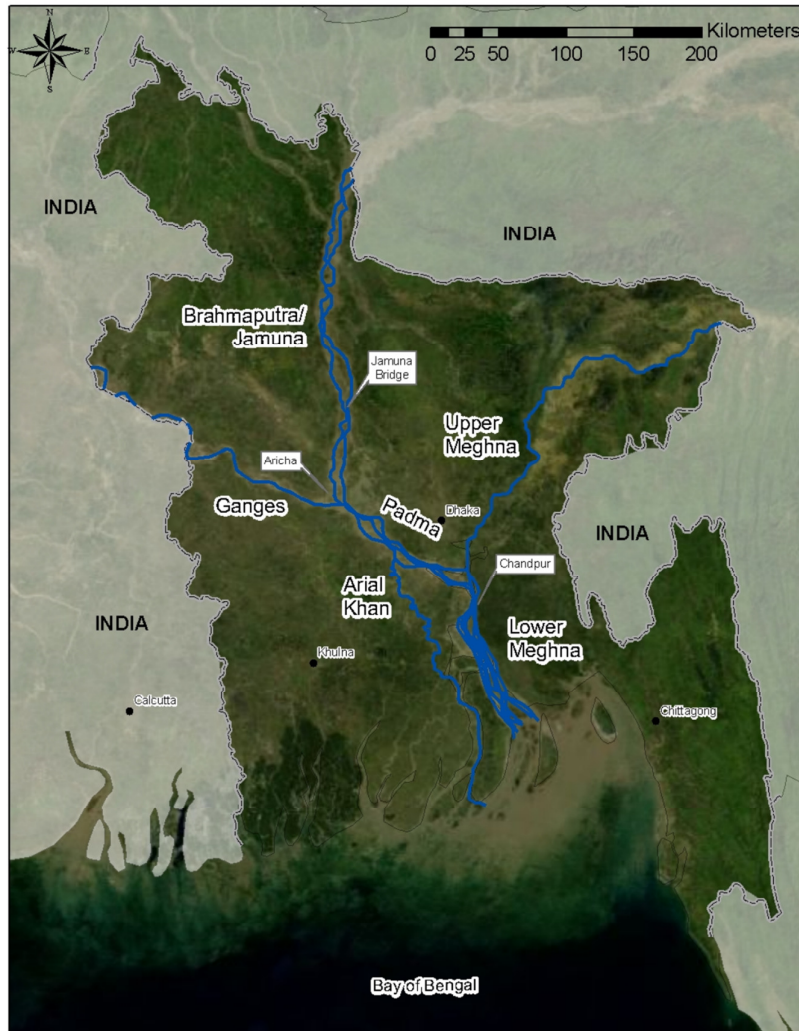 N
W E
S
Kilometers
0 25 50 100 150 200
INDIA
INDIA
Brahmaputra/
Jamuna
Jamuna
Bridge
Upper
Meghna
Aricha
Ganges
Padma
Dhaka
INDIA
Chandpur
Arial
Khan
INDIA
Lower
Meghna
Khulna
Calcutta
Chittagong
Bay of Bengal